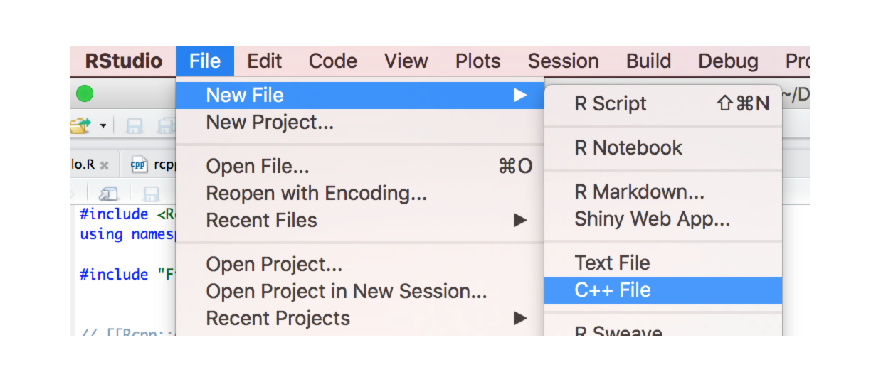 RStudio File Edit Code View Plots Session Build Debug
New File
New Project...
Open File... ⌘O
Reopen with Encoding...
Recent Files
Open Project...
Open Project in New Session...
Recent Projects
R Script ⇧⌘N
R Notebook
R Markdown...
Shiny Web App...
Text File
C++ File
R Sweave
~/D
lo.R
cpp rcpp
#include <R
using names
#include "F
// [[Rcpp::